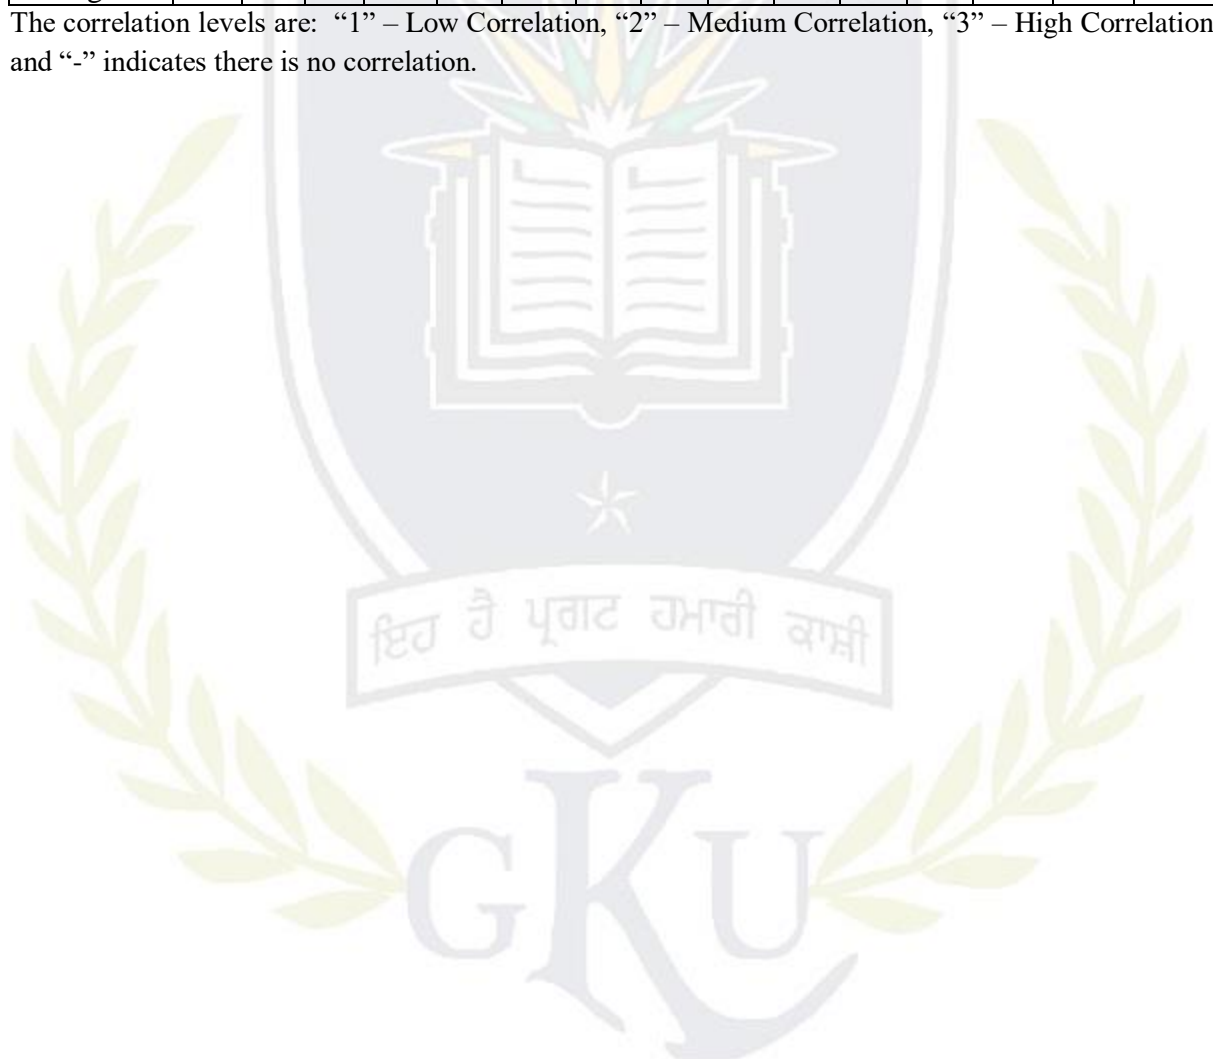 The correlation levels are: “1” – Low Correlation, “2” – Medium Correlation, “3” – High Correlation
and “-” indicates there is no correlation.
ਇਹ ਹੈ ਪ੍ਰਗਟ ਹਮਾਰੀ ਕਾਸ਼ੀ
GKU